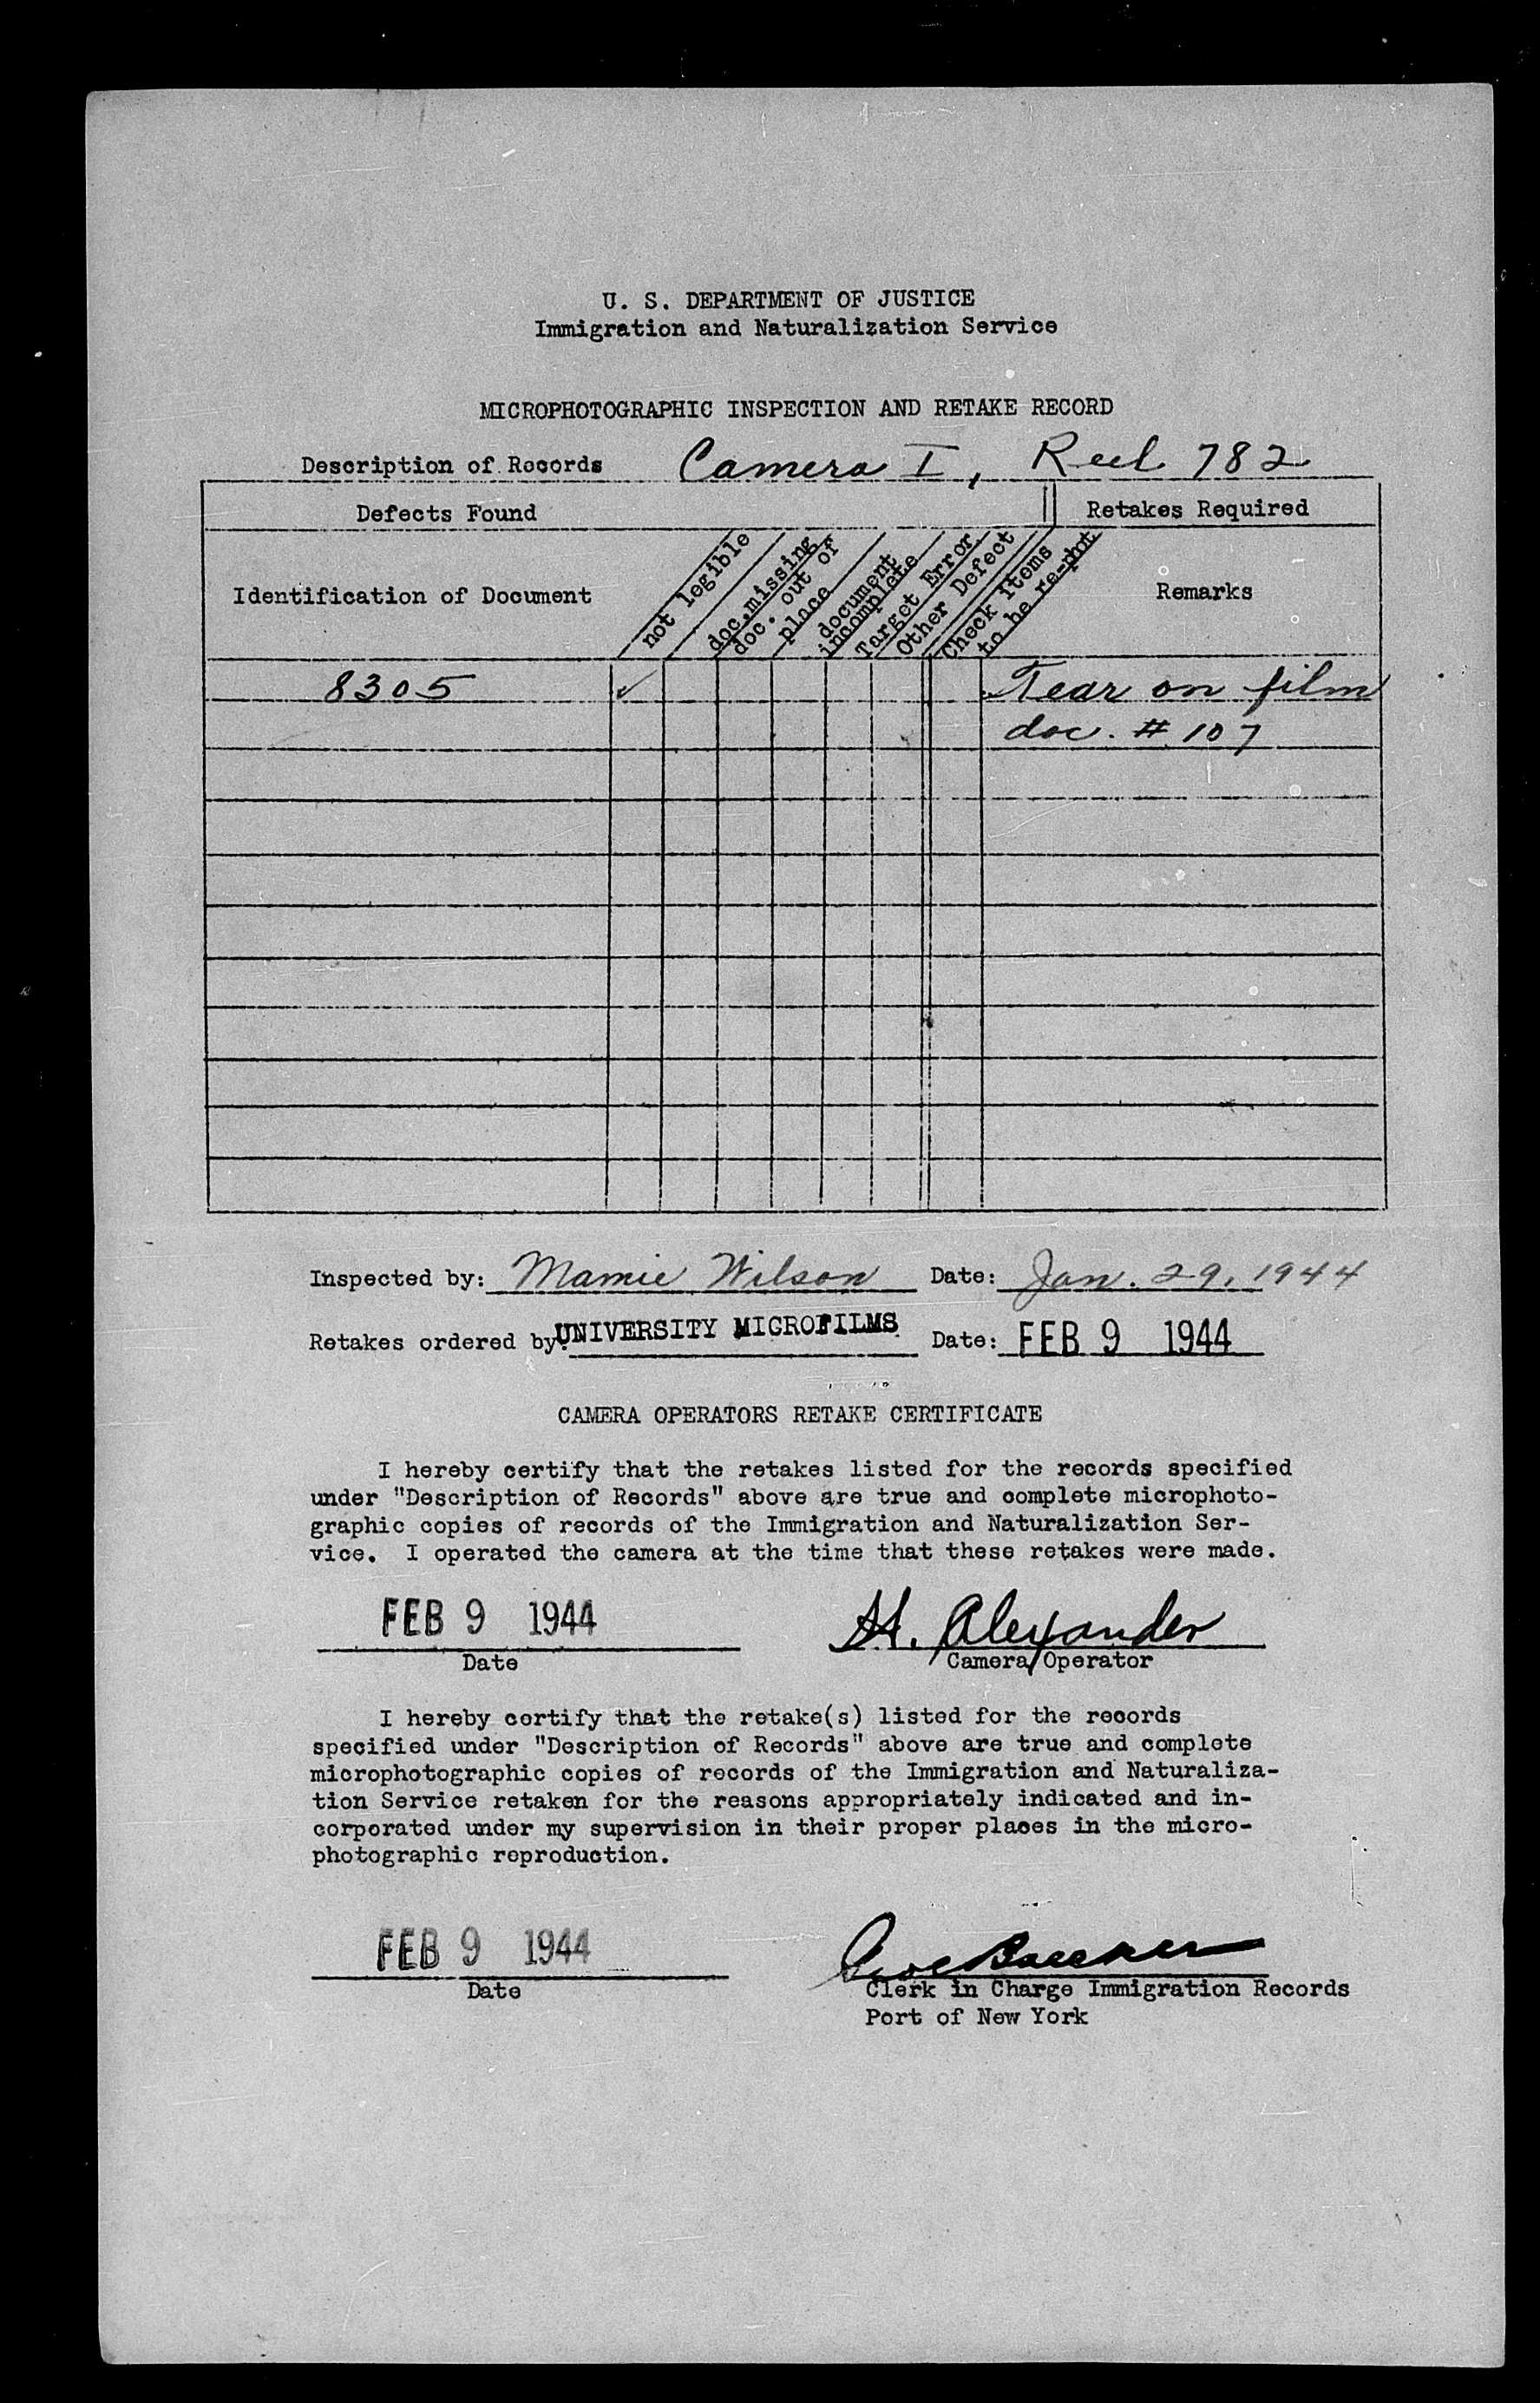 U. S. DEPARTMENT OF JUSTICE
Immigration and Naturalization Service
MICROPHOTOGRAPHIC INSPECTION AND RETAKE RECORD
Description of Records Camera I, Reel 782
Defects Found Retakes Required
Identification of Document not legible doc. missing doc. out of place document incomplete Target Error Other Defect Check items to be re-phot Remarks
8305 ✓ Tear on film
doc. # 107
Inspected by: Mamie Wilson Date: Jan. 29, 1944
Retakes ordered by: UNIVERSITY MICROFILMS Date: FEB 9 1944
CAMERA OPERATORS RETAKE CERTIFICATE
I hereby certify that the retakes listed for the records specified
under "Description of Records" above are true and complete microphoto-
graphic copies of records of the Immigration and Naturalization Ser-
vice. I operated the camera at the time that these retakes were made.
FEB 9 1944 H. Alexander
Date Camera Operator
I hereby certify that the retake(s) listed for the records
specified under "Description of Records" above are true and complete
microphotographic copies of records of the Immigration and Naturaliza-
tion Service retaken for the reasons appropriately indicated and in-
corporated under my supervision in their proper places in the micro-
photographic reproduction.
FEB 9 1944
Date Clerk in Charge Immigration Records
Port of New York